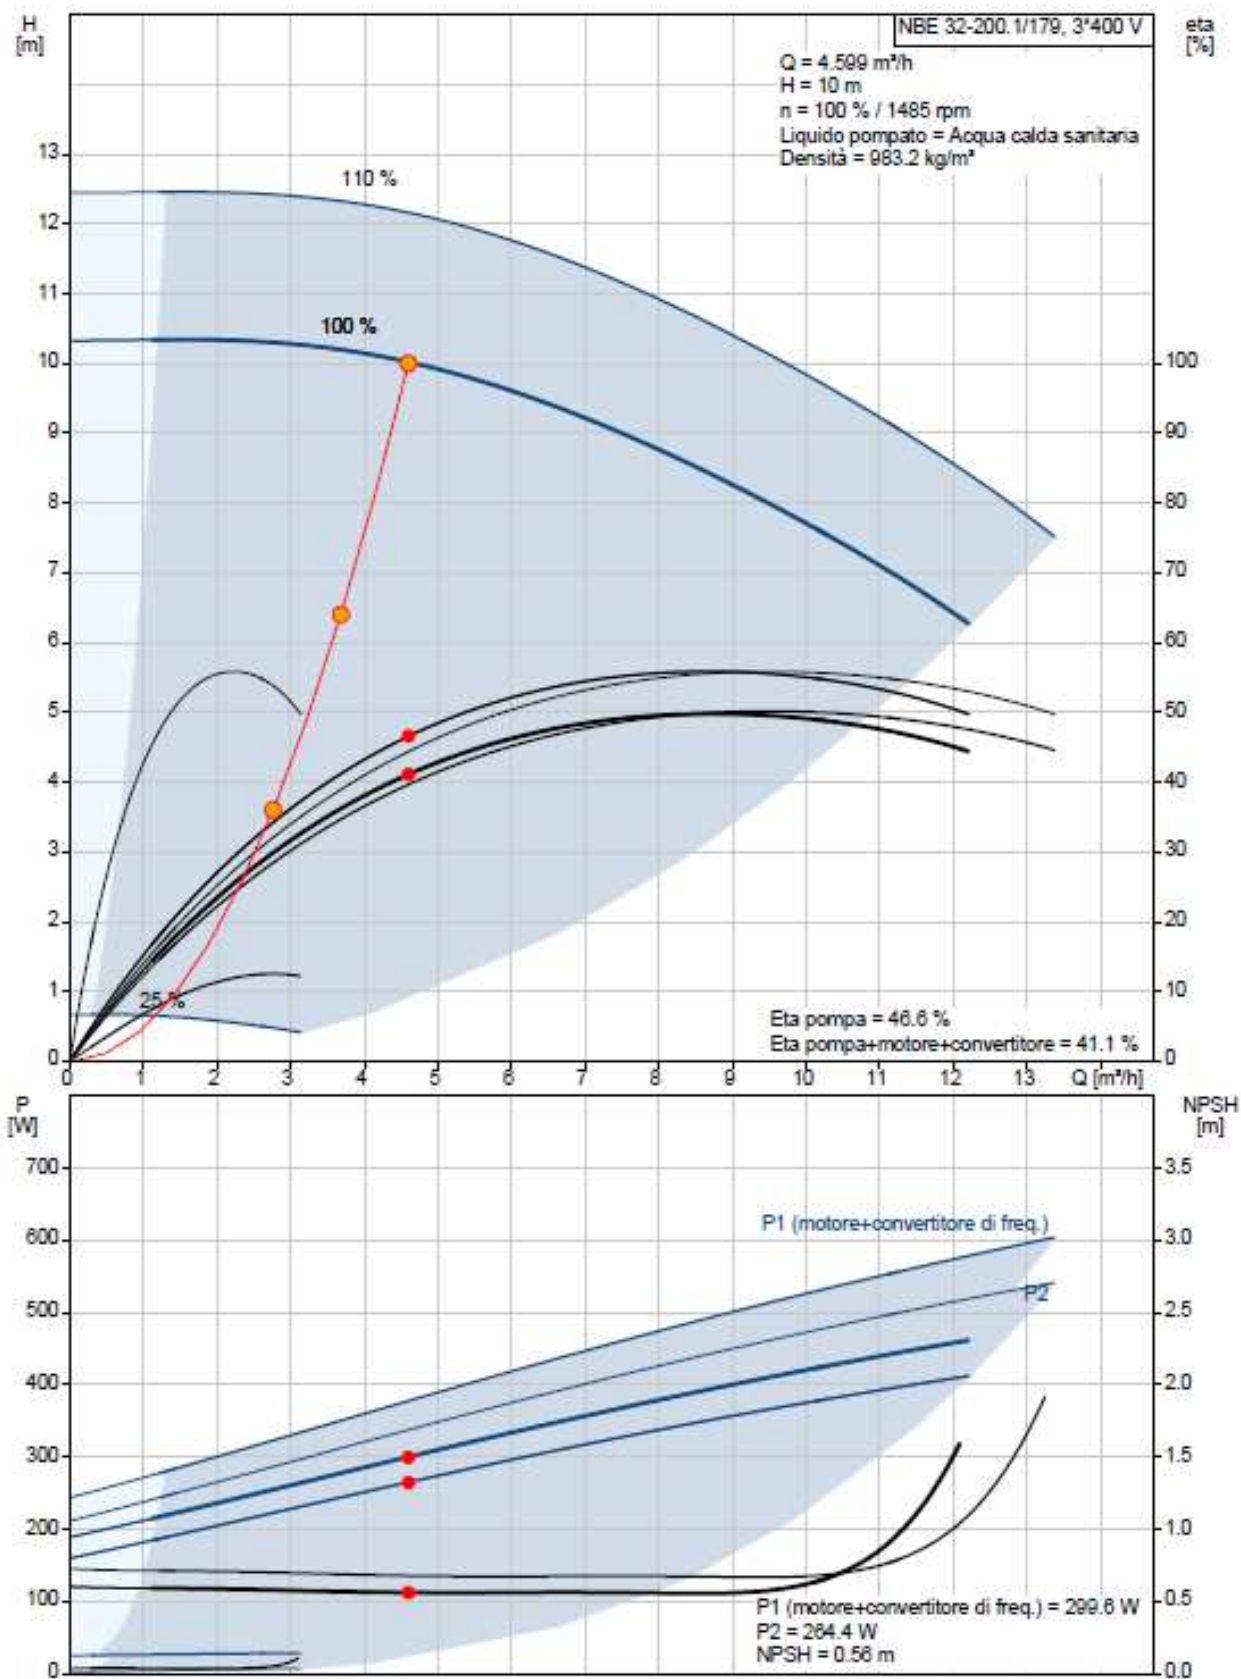 H
[m]
NBE 32-200.1/179, 3*400 V
eta
[%]
Q = 4.599 m³/h
H = 10 m
n = 100 % / 1485 rpm
Liquido pompato = Acqua calda sanitaria
Densità = 983.2 kg/m³
13
110 %
12
11
100 %
10
100
9
90
8
80
7
70
6
60
5
50
4
40
3
30
2
20
1
10
25 %
Eta pompa = 46.6 %
Eta pompa+motore+convertitore = 41.1 %
0
0
0 1 2 3 4 5 6 7 8 9 10 11 12 13 Q [m³/h]
P
[W]
NPSH
[m]
700
3.5
P1 (motore+convertitore di freq.)
600
3.0
P2
500
2.5
400
2.0
300
1.5
200
1.0
100
0.5
P1 (motore+convertitore di freq.) = 299.6 W
P2 = 264.4 W
NPSH = 0.56 m
0
0.0